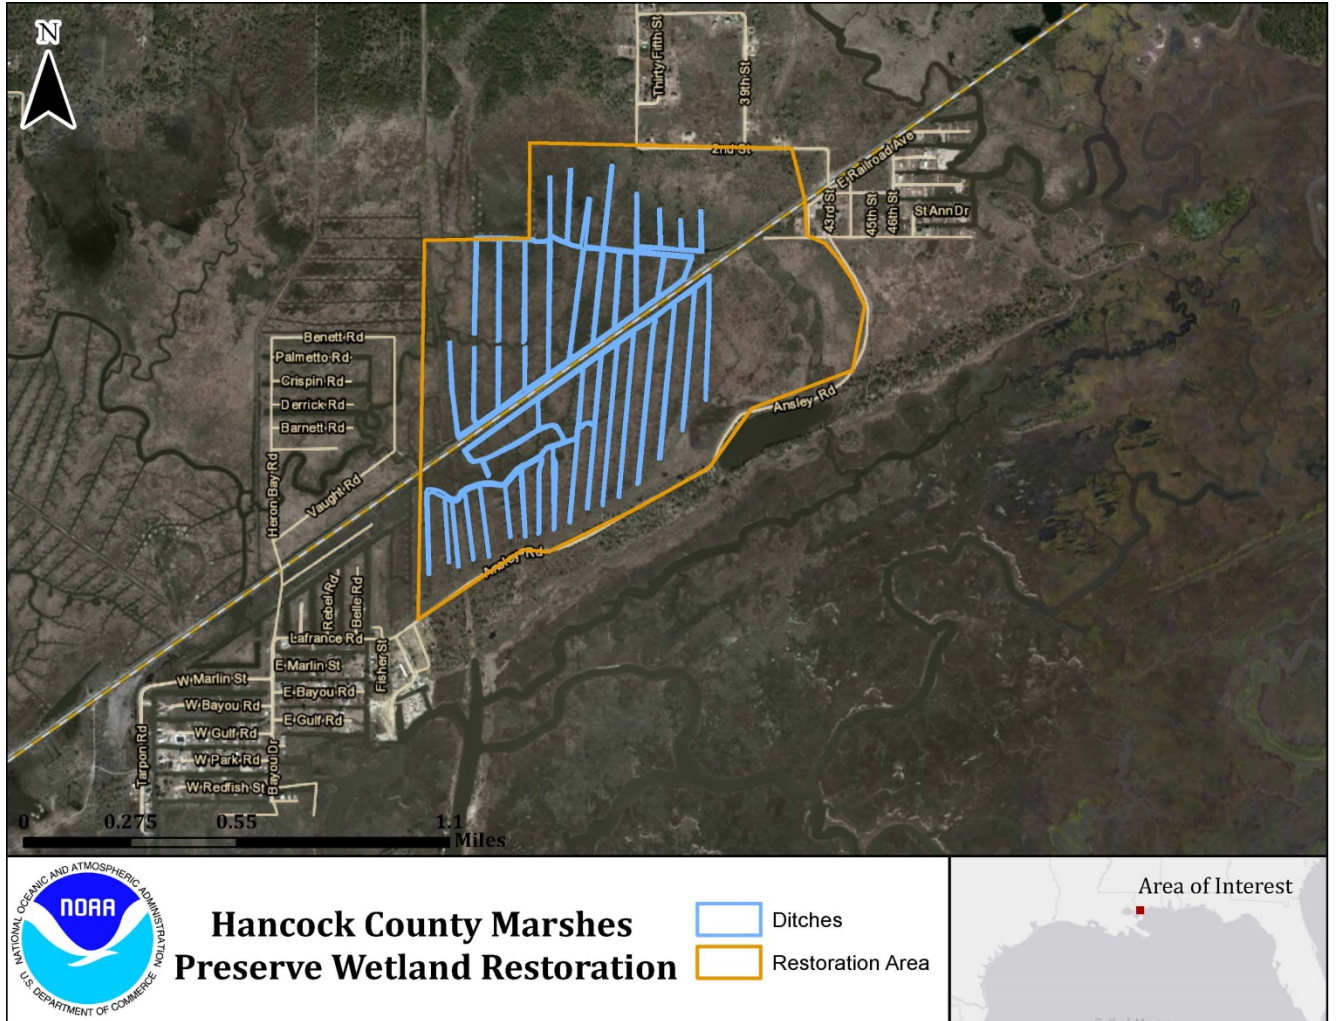 N
Thirty Fifth St
39th St
2nd St
E Railroad Ave
43rd St
45th St
46th St
St Ann Dr
Benett Rd
Palmetto Rd
Crispin Rd
Derrick Rd
Barnett Rd
Heron Bay Rd
Vaught Rd
Ansley Rd
Ansley Rd
Rebel Rd
Belle Rd
Lafrance Rd
Fisher St
E Marlin St
W Marlin St
E Bayou Rd
W Bayou Rd
E Gulf Rd
W Gulf Rd
W Park Rd
W Redfish St
Tarpon Rd
Bayou Dr
0 0.275 0.55 1.1
Miles
NATIONAL OCEANIC AND ATMOSPHERIC ADMINISTRATION
NOAA
U.S. DEPARTMENT OF COMMERCE
Hancock County Marshes
Preserve Wetland Restoration
Ditches
Restoration Area
Area of Interest